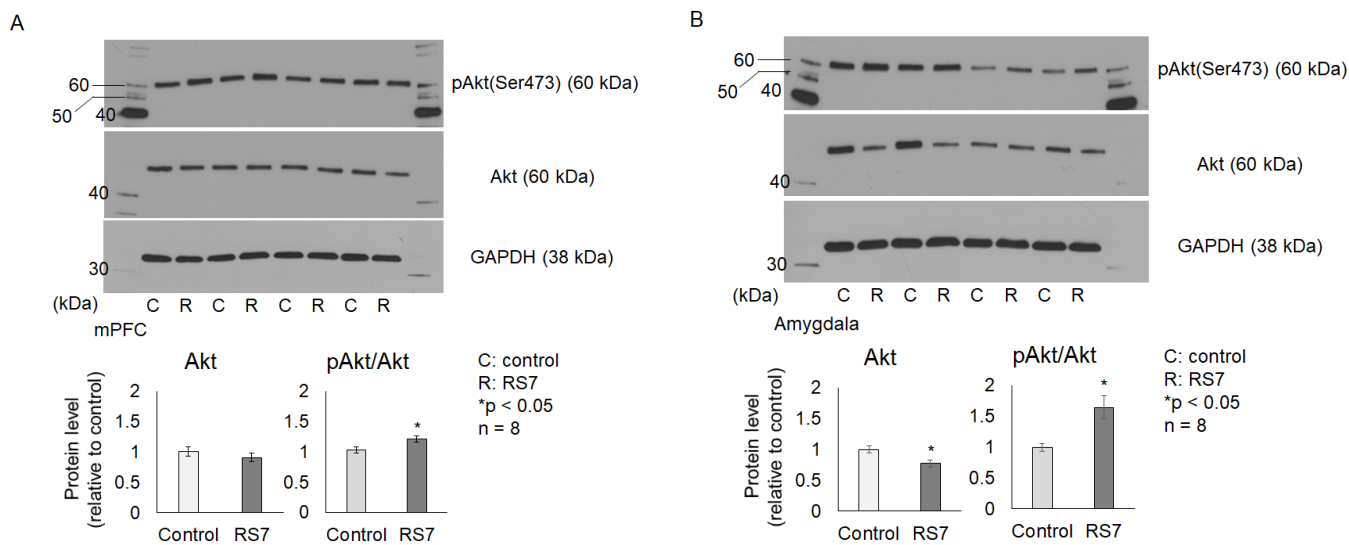 A
60
50
40
pAkt(Ser473) (60 kDa)
40
Akt (60 kDa)
30
GAPDH (38 kDa)
(kDa) C R C R C R C R
mPFC
Akt
pAkt/Akt
C: control
R: RS7
*p < 0.05
n = 8
Protein level
(relative to control)
2
1.5
1
0.5
0
Control RS7
2
1.5
1
0.5
0
*
Control RS7
B
60
50
40
pAkt(Ser473) (60 kDa)
40
Akt (60 kDa)
30
GAPDH (38 kDa)
(kDa) C R C R C R C R
Amygdala
Akt
pAkt/Akt
C: control
R: RS7
*p < 0.05
n = 8
Protein level
(relative to control)
2
1.5
1
0.5
0
*
Control RS7
2
1.5
1
0.5
0
*
Control RS7